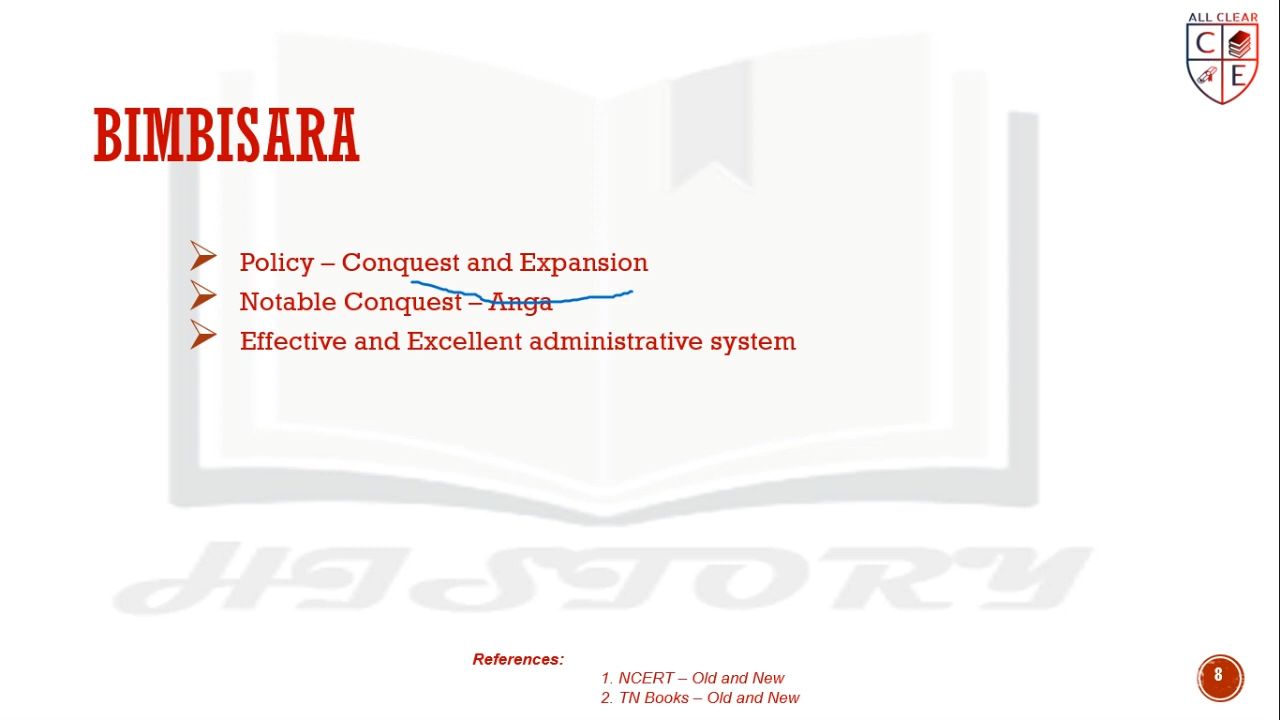 ALL CLEAR
C
E
BIMBISARA
Policy – Conquest and Expansion
Notable Conquest – Anga
Effective and Excellent administrative system
HISTORY
References:
1. NCERT – Old and New
2. TN Books – Old and New
8